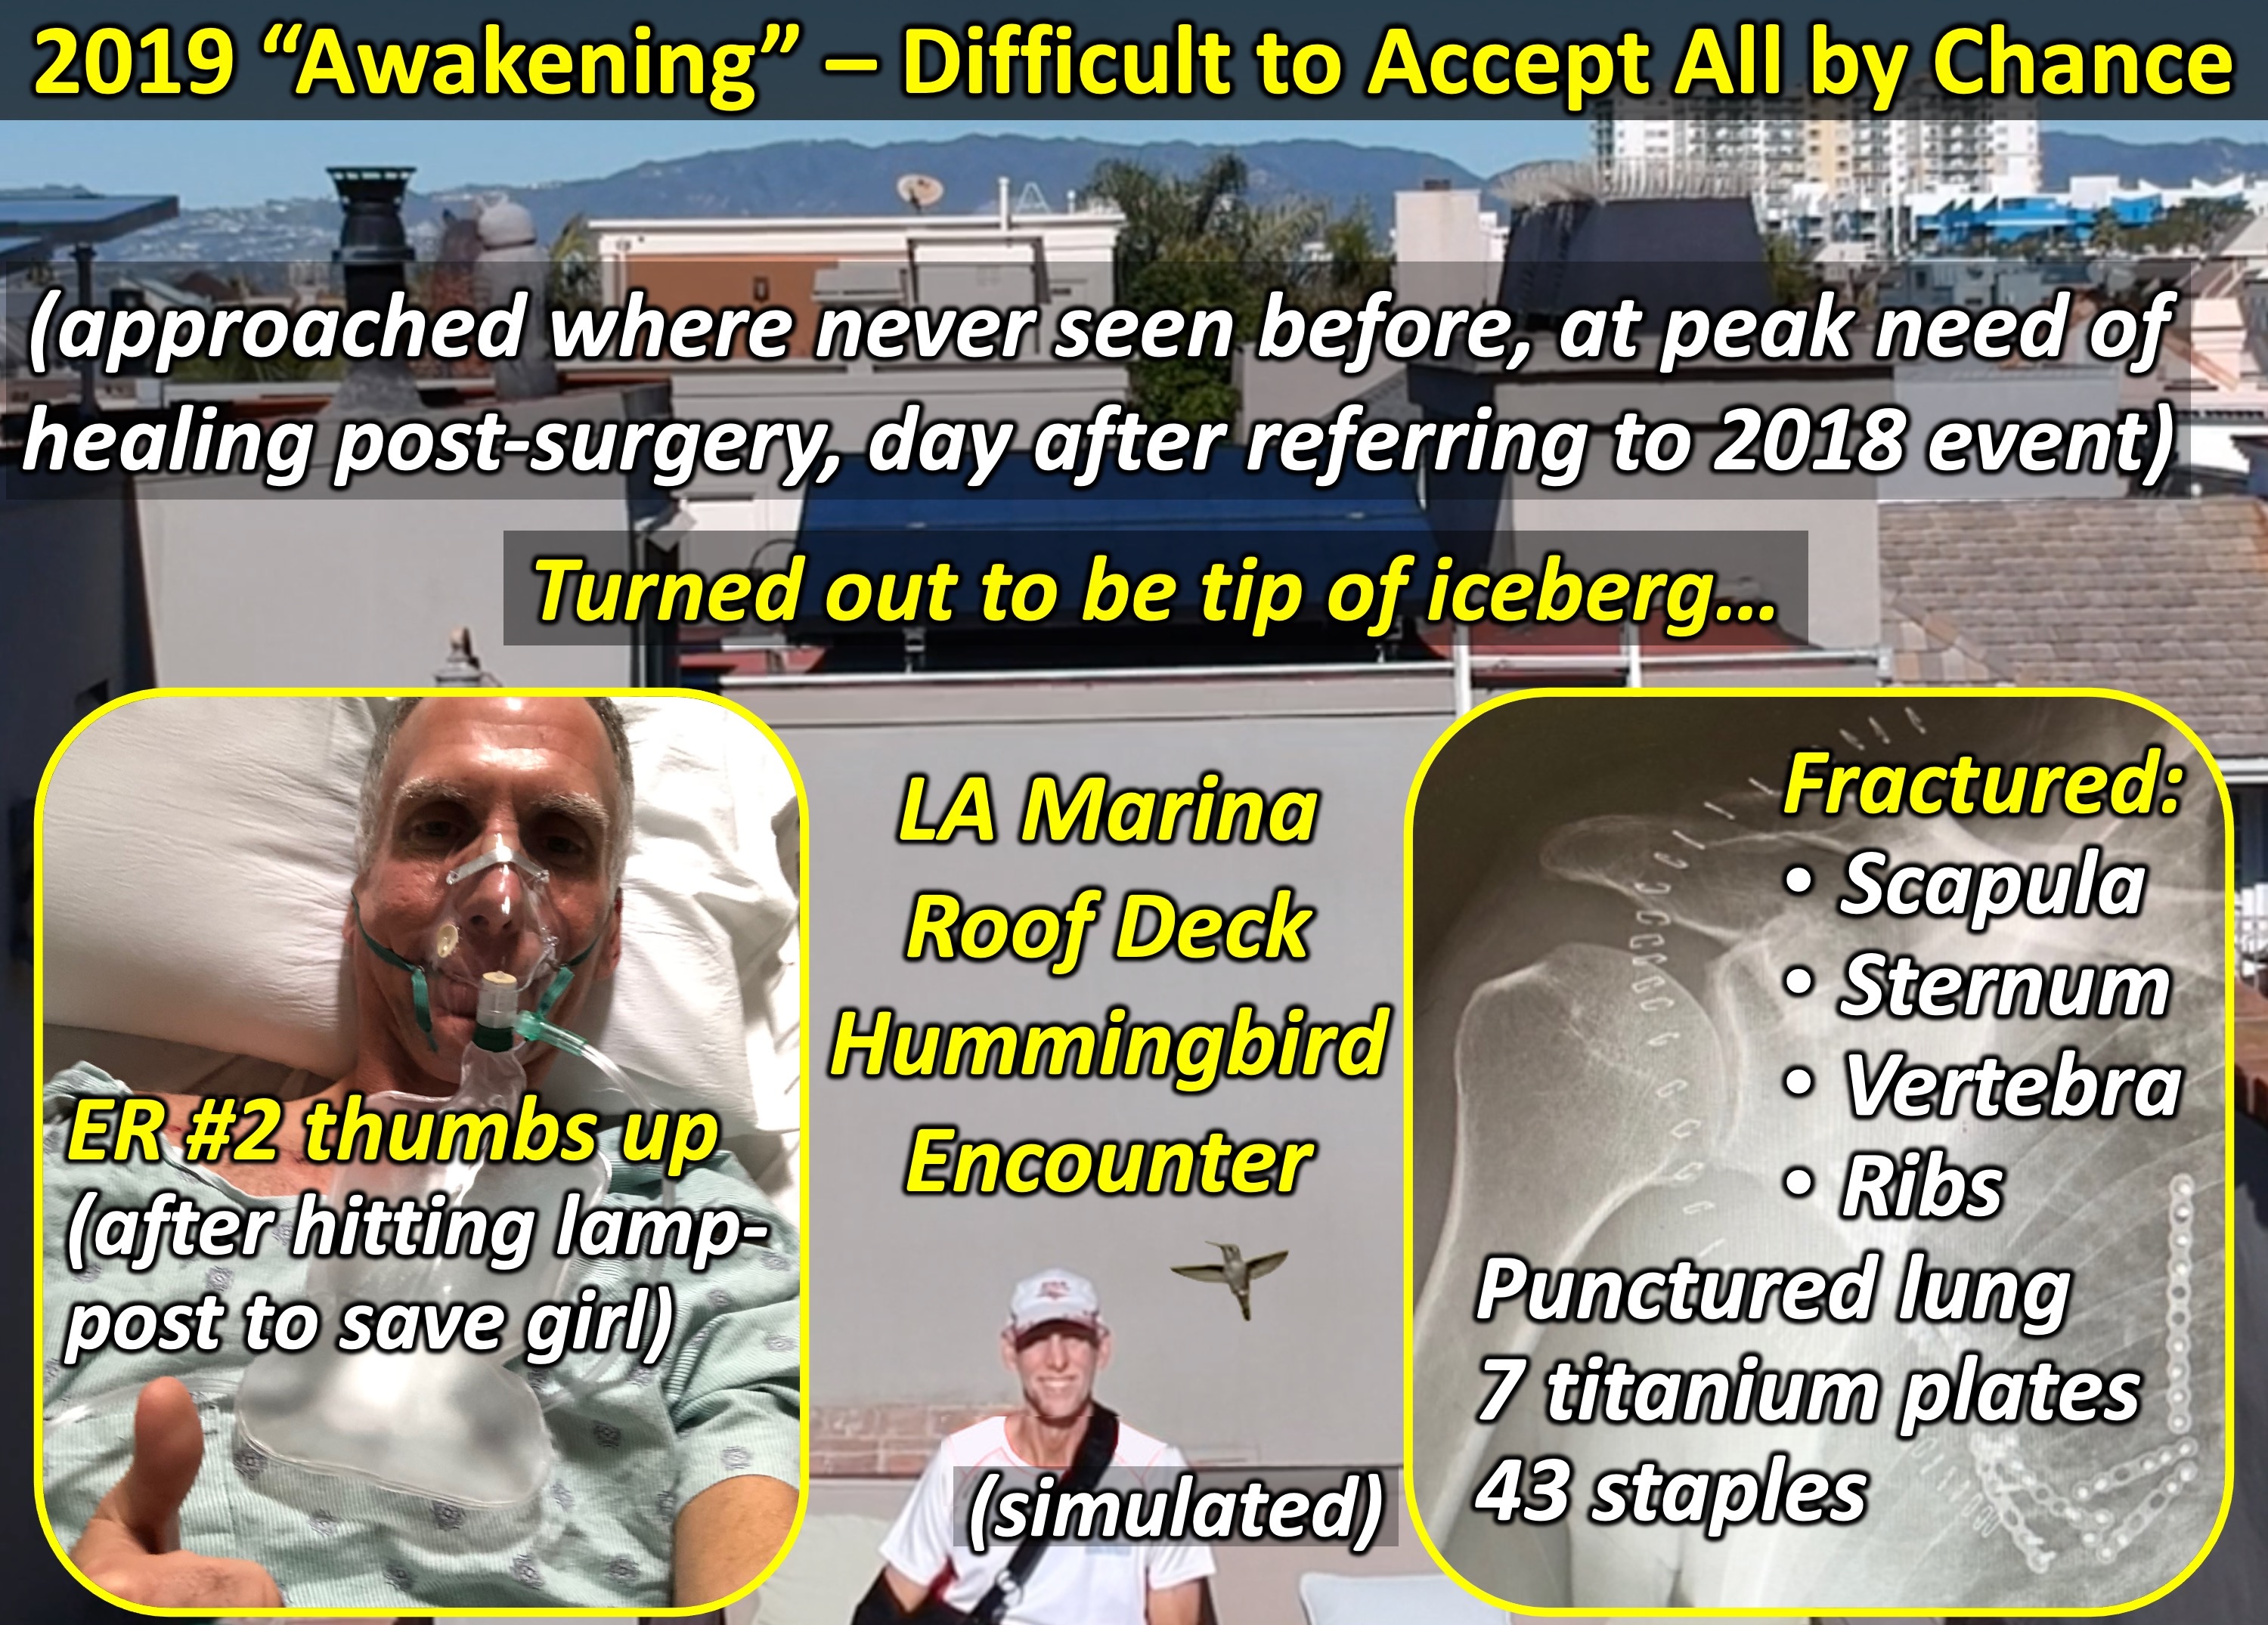 2019 “Awakening” – Difficult to Accept All by Chance
(approached where never seen before, at peak need of
healing post-surgery, day after referring to 2018 event)
Turned out to be tip of iceberg…
ER #2 thumbs up
(after hitting lamp-
post to save girl)
LA Marina
Roof Deck
Hummingbird
Encounter
(simulated)
Fractured:
• Scapula
• Sternum
• Vertebra
• Ribs
Punctured lung
7 titanium plates
43 staples